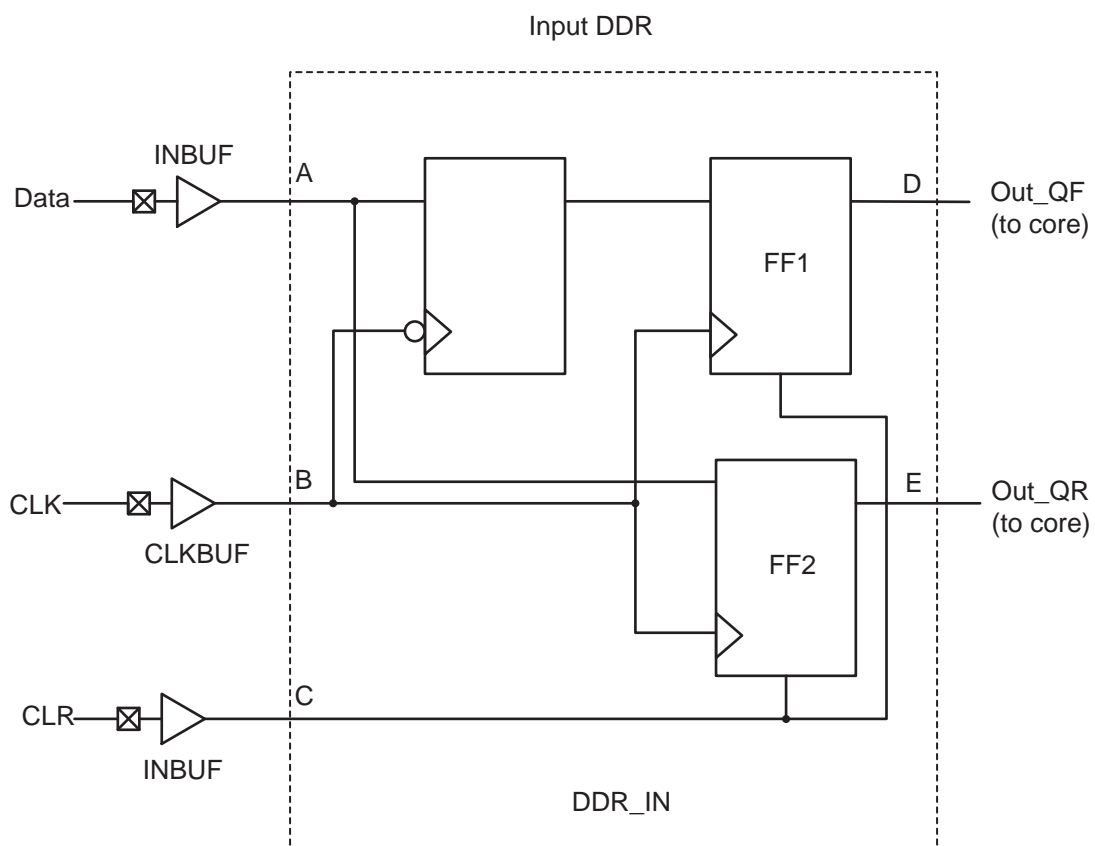 Input DDR
INBUF
A
Data
D
Out_QF
(to core)
FF1
B
E
CLK
Out_QR
(to core)
CLKBUF
FF2
C
CLR
INBUF
DDR_IN